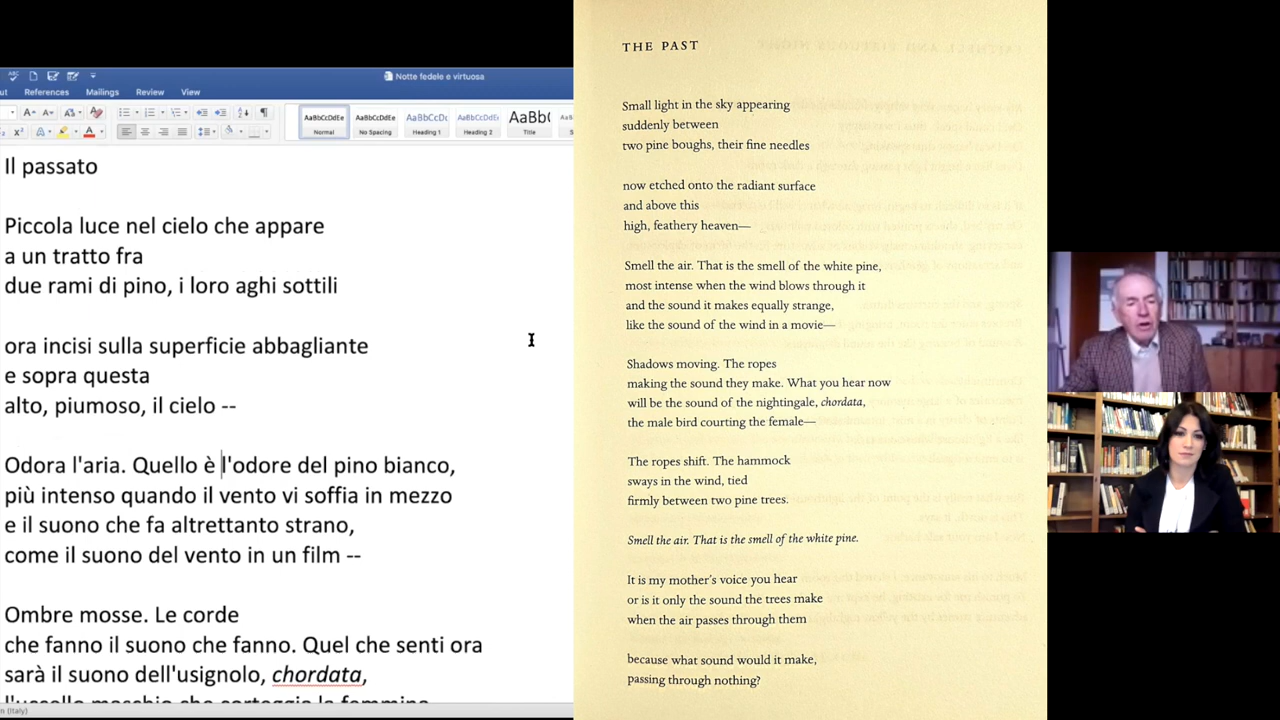 Notte fedele e virtuosa
References Mailings Review View
AaBbCcDdEe AaBbCcDdEe AaBbCcDc AaBbCcDdEe AaBb(
Normal No Spacing Heading 1 Heading 2 Title
Il passato
Piccola luce nel cielo che appare
a un tratto fra
due rami di pino, i loro aghi sottili
ora incisi sulla superficie abbagliante
e sopra questa
alto, piumoso, il cielo --
Odora l'aria. Quello è l'odore del pino bianco,
più intenso quando il vento vi soffia in mezzo
e il suono che fa altrettanto strano,
come il suono del vento in un film --
Ombre mosse. Le corde
che fanno il suono che fanno. Quel che senti ora
sarà il suono dell'usignolo, chordata,
l'uccello maschio che corteggia la femmina
(Italy)
THE PAST
Small light in the sky appearing
suddenly between
two pine boughs, their fine needles
now etched onto the radiant surface
and above this
high, feathery heaven—
Smell the air. That is the smell of the white pine,
most intense when the wind blows through it
and the sound it makes equally strange,
like the sound of the wind in a movie—
Shadows moving. The ropes
making the sound they make. What you hear now
will be the sound of the nightingale, chordata,
the male bird courting the female—
The ropes shift. The hammock
sways in the wind, tied
firmly between two pine trees.
Smell the air. That is the smell of the white pine.
It is my mother's voice you hear
or is it only the sound the trees make
when the air passes through them
because what sound would it make,
passing through nothing?